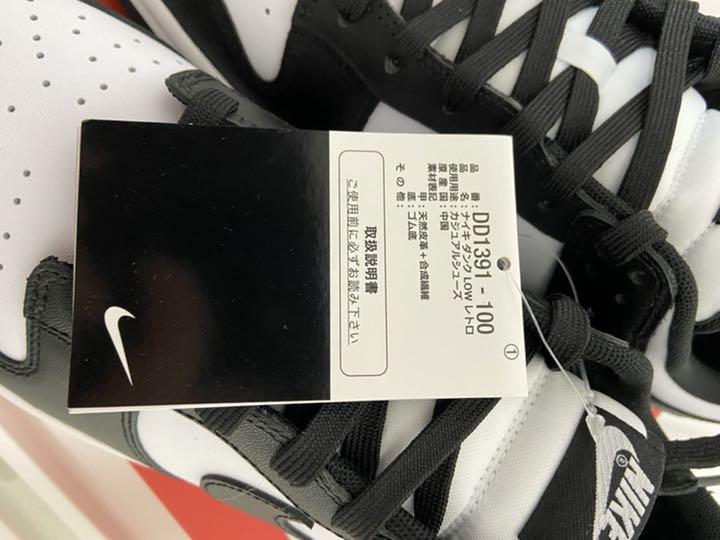 品　番：DD1391 - 100
品　名：ナイキ ダンク LOW レトロ
使用用途：カジュアルシューズ
原 産 国：中国
素材表記　甲：天然皮革＋合成繊維
底：ゴム底
そ の 他：
①
取扱説明書
ご使用前に必ずお読み下さい
NIKE
®